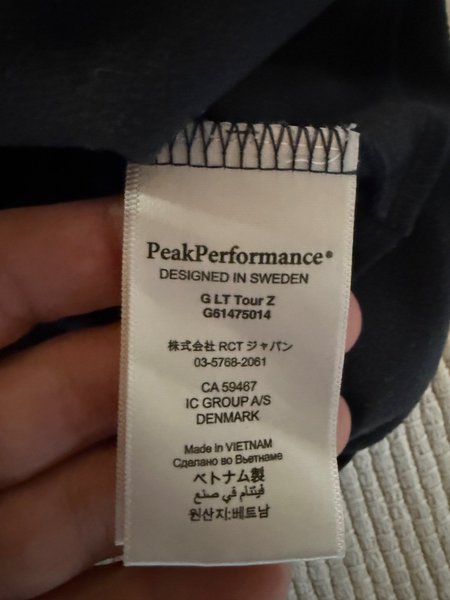 PeakPerformance®
DESIGNED IN SWEDEN
G LT Tour Z
G61475014
株式会社 RCT ジャパン
03-5768-2061
CA 59467
IC GROUP A/S
DENMARK
Made in VIETNAM
Сделано во Вьетнаме
ベトナム製
فيتنام في صنع
원산지:베트남